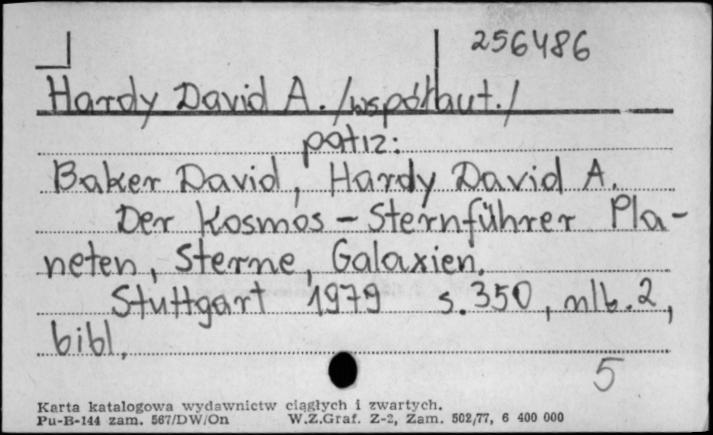 256486
Hardy David A. /współaut./
patrz:
Baker David, Hardy David A.
Der Kosmos - Sternführer Pla-
neten, Sterne, Galaxien.
Stuttgart 1979 s. 350, nlb. 2,
bibl.
5
Karta katalogowa wydawnictw ciągłych i zwartych.
Pu-B-144 zam. 567/DW/On W.Z.Graf. Z-2, Zam. 502/77, 6 400 000